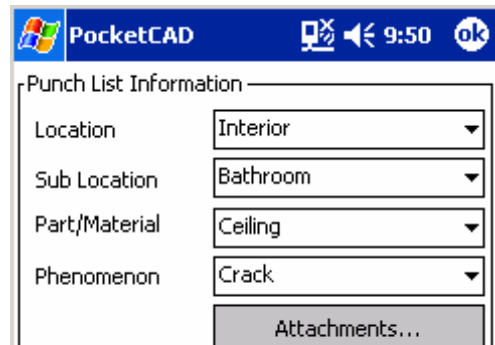 PocketCAD 9:50 ok
Punch List Information
Location Interior
Sub Location Bathroom
Part/Material Ceiling
Phenomenon Crack
Attachments...